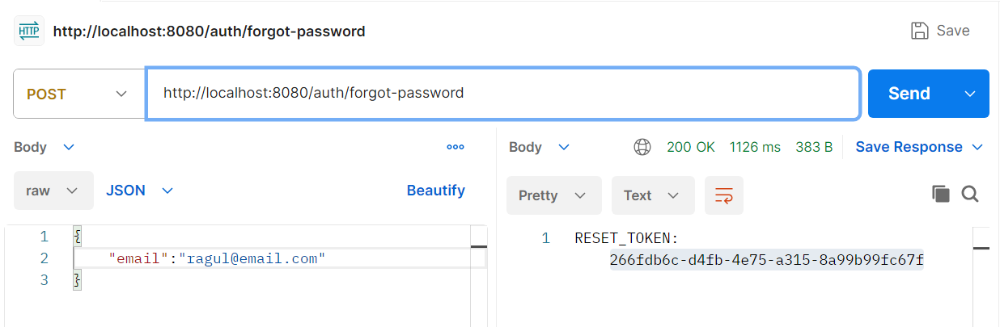 HTTP http://localhost:8080/auth/forgot-password Save
POST http://localhost:8080/auth/forgot-password Send
Body Body 200 OK 1126 ms 383 B Save Response
raw JSON Beautify Pretty Text
1 {
2 "email":"ragul@email.com"
3 }
1 RESET_TOKEN:
266fdb6c-d4fb-4e75-a315-8a99b99fc67f